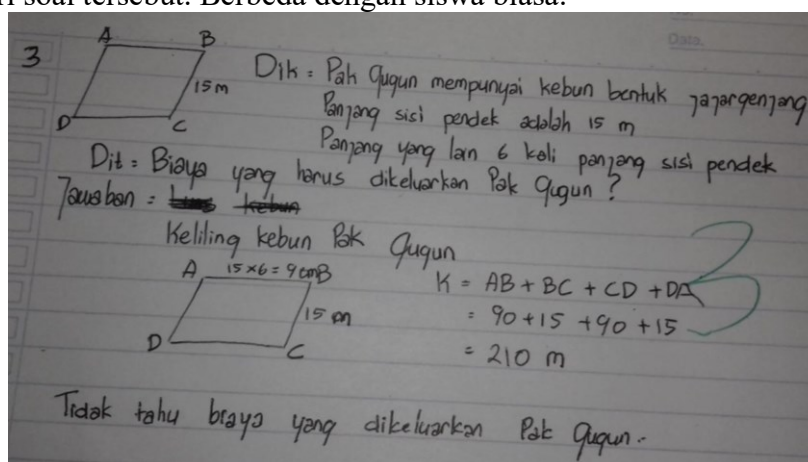 ri soal tersebut. Berbeda dengan siswa biasa.
Data.
3
A B
15 m
D C
Dik = Pak Gugun mempunyai kebun bentuk jajargenjang
Panjang sisi pendek adalah 15 m
Panjang yang lain 6 kali panjang sisi pendek
Dit = Biaya yang harus dikeluarkan Pak Gugun ?
Jawaban = kebun
Keliling kebun Pak Gugun
A 15 x 6 = 90 m B
15 m
D C
K = AB + BC + CD + DA
= 90 + 15 + 90 + 15
= 210 m
3
Tidak tahu biaya yang dikeluarkan Pak Gugun.